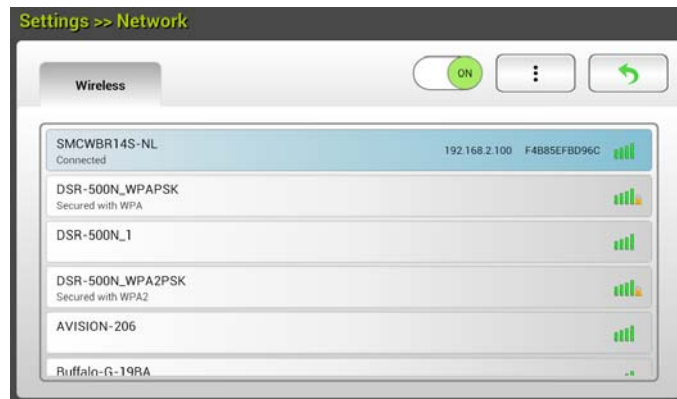 Settings >> Network
Wireless
ON
SMCWBR14S-NL
Connected
192.168.2.100 F4B85EFBD96C
DSR-500N_WPAPSK
Secured with WPA
DSR-500N_1
DSR-500N_WPA2PSK
Secured with WPA2
AVISION-206
Buffalo-G-19BA